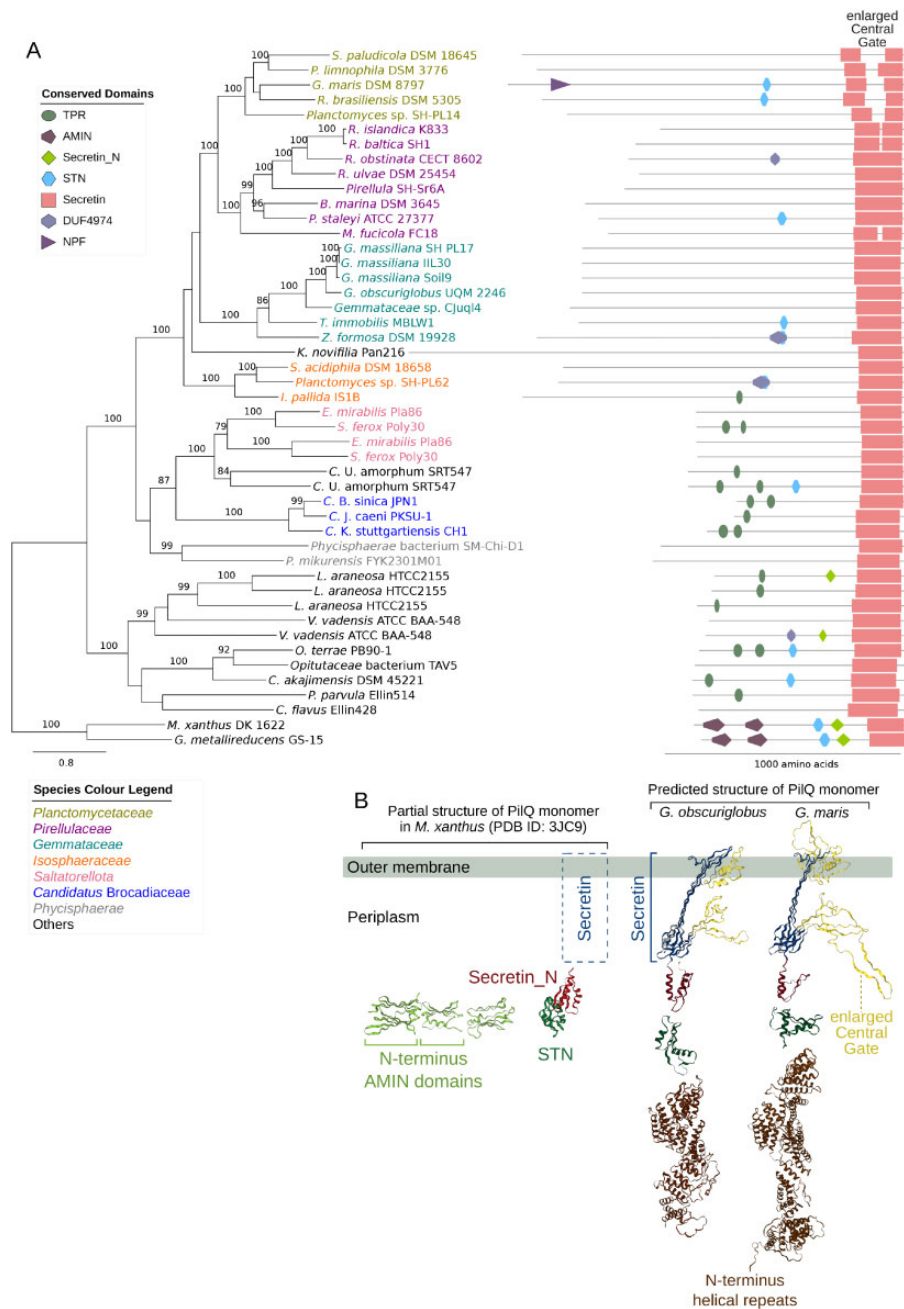 A
enlarged
Central
Gate
Conserved Domains
TPR
AMIN
Secretin_N
STN
Secretin
DUF4974
NPF
S. paludicola DSM 18645
P. limnophila DSM 3776
G. maris DSM 8797
R. brasiliensis DSM 5305
Planctomyces sp. SH-PL14
R. islandica K833
R. baltica SH1
R. obstinata CECT 8602
R. ulvae DSM 25454
Pirellula SH-Sr6A
B. marina DSM 3645
P. staleyi ATCC 27377
M. fucicola FC18
G. massiliana SH PL17
G. massiliana IIL30
G. massiliana Soil9
G. obscuriglobus UQM 2246
Gemmataceae sp. CJuql4
T. immobilis MBLW1
Z. formosa DSM 19928
K. novifilia Pan216
S. acidiphila DSM 18658
Planctomyces sp. SH-PL62
I. pallida IS1B
E. mirabilis Pla86
S. ferox Poly30
E. mirabilis Pla86
S. ferox Poly30
C. U. amorphum SRT547
C. U. amorphum SRT547
C. B. sinica JPN1
C. J. caeni PKSU-1
C. K. stuttgartiensis CH1
Phycisphaerae bacterium SM-Chi-D1
P. mikurensis FYK2301M01
L. araneosa HTCC2155
L. araneosa HTCC2155
L. araneosa HTCC2155
V. vadensis ATCC BAA-548
V. vadensis ATCC BAA-548
O. terrae PB90-1
Opitutaceae bacterium TAV5
C. akajimensis DSM 45221
P. parvula Ellin514
C. flavus Ellin428
M. xanthus DK 1622
G. metallireducens GS-15
100
100
100
100
100
100
99
96
100
100
100
86
100
100
100
100
100
79
100
100
84
87
99
100
99
100
99
99
100
92
100
100
0.8
1000 amino acids
Species Colour Legend
Planctomycetaceae
Pirellulaceae
Gemmataceae
Isosphaeraceae
Saltatorellota
Candidatus Brocadiaceae
Phycisphaerae
Others
B
Partial structure of PilQ monomer
in M. xanthus (PDB ID: 3JC9)
Predicted structure of PilQ monomer
G. obscuriglobus
G. maris
Outer membrane
Periplasm
Secretin
Secretin
Secretin_N
STN
N-terminus
AMIN domains
enlarged
Central
Gate
N-terminus
helical repeats